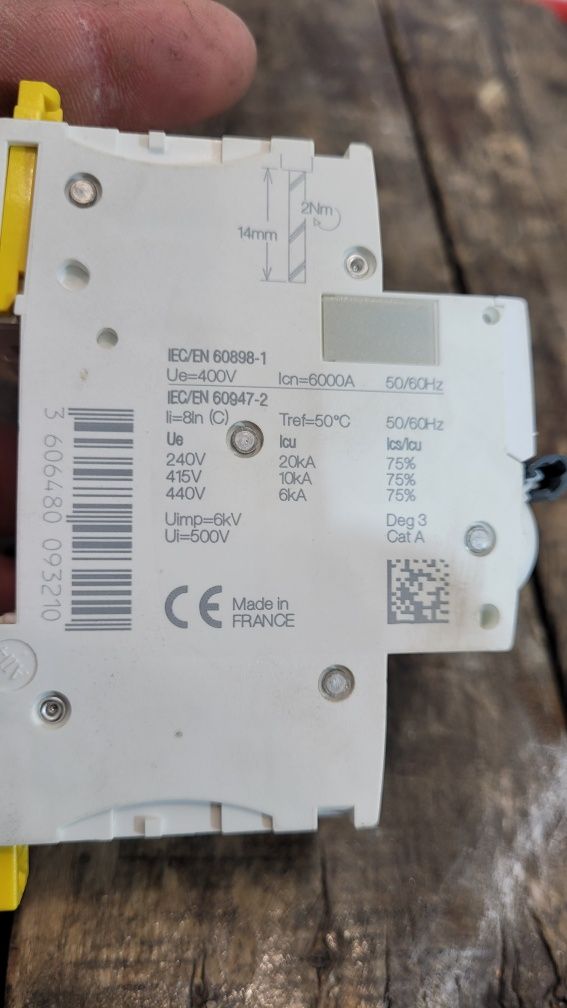 2Nm
14mm
IEC/EN 60898-1
Ue=400V Icn=6000A 50/60Hz
IEC/EN 60947-2
Ii=8In (C) Tref=50°C 50/60Hz
Ue Icu Ics/Icu
240V 20kA 75%
415V 10kA 75%
440V 6kA 75%
Uimp=6kV Deg 3
Ui=500V Cat A
CE Made in
FRANCE
3 606480 093210